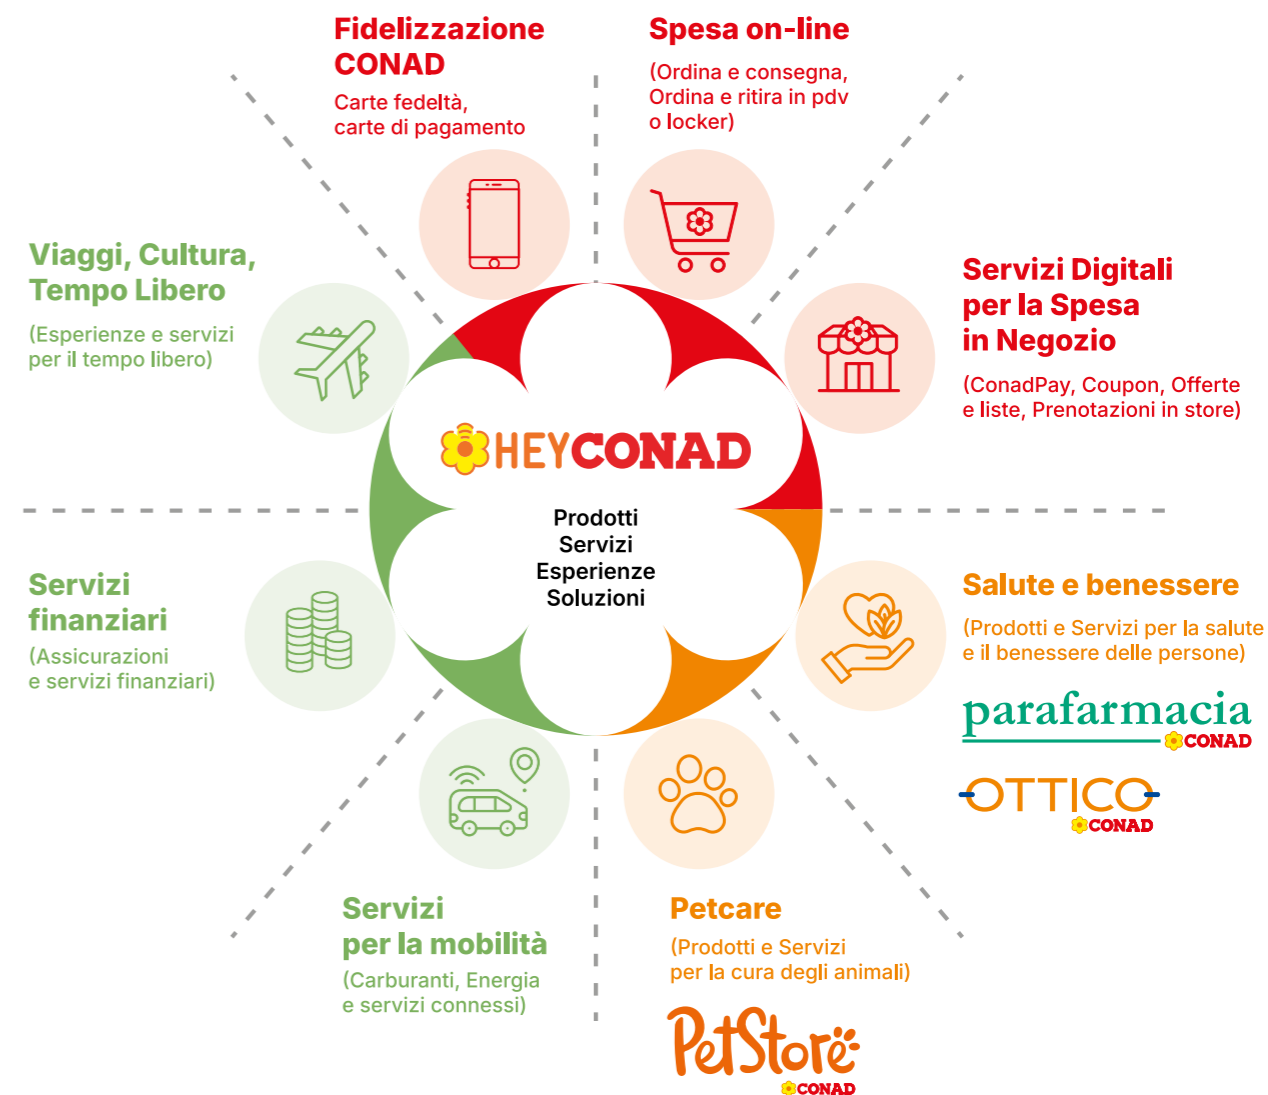 Fidelizzazione
CONAD
Carte fedeltà,
carte di pagamento
Spesa on-line
(Ordina e consegna,
Ordina e ritira in pdv
o locker)
Servizi Digitali
per la Spesa
in Negozio
(ConadPay, Coupon, Offerte
e liste, Prenotazioni in store)
Viaggi, Cultura,
Tempo Libero
(Esperienze e servizi
per il tempo libero)
HEYCONAD
Prodotti
Servizi
Esperienze
Soluzioni
Servizi
finanziari
(Assicurazioni
e servizi finanziari)
Salute e benessere
(Prodotti e Servizi per la salute
e il benessere delle persone)
parafarmacia
CONAD
OTTICO
CONAD
Servizi
per la mobilità
(Carburanti, Energia
e servizi connessi)
Petcare
(Prodotti e Servizi
per la cura degli animali)
PetStore
CONAD